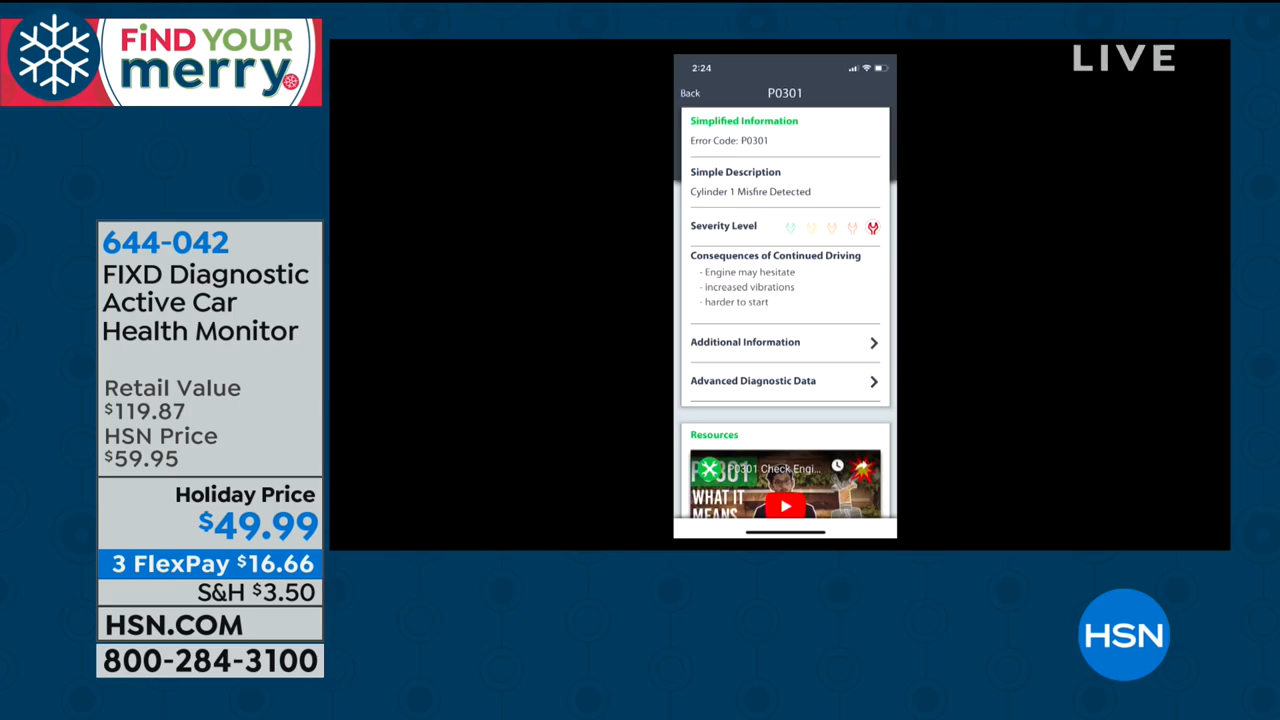 FiND YOUR
merry.
LIVE
2:24
Back
P0301
Simplified Information
Error Code: P0301
Simple Description
Cylinder 1 Misfire Detected
Severity Level
Consequences of Continued Driving
- Engine may hesitate
- increased vibrations
- harder to start
Additional Information
Advanced Diagnostic Data
Resources
P0301 Check Engi...
P0301
WHAT IT
MEANS
644-042
FIXD Diagnostic
Active Car
Health Monitor
Retail Value
$119.87
HSN Price
$59.95
Holiday Price
$49.99
3 FlexPay $16.66
S&H $3.50
HSN.COM
800-284-3100
HSN